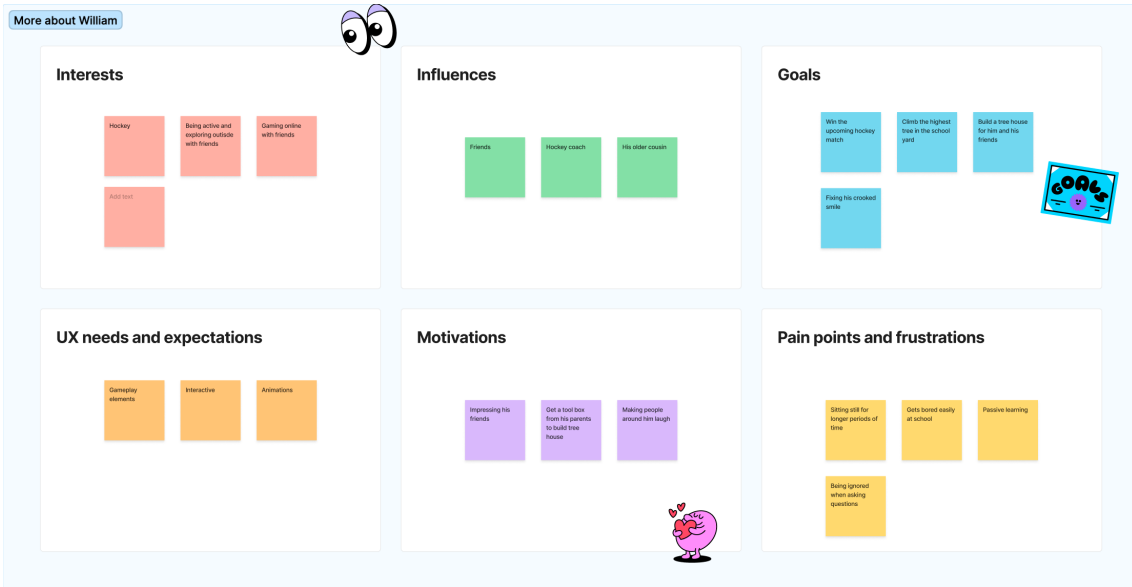 More about William
Interests
Hockey
Being active and
exploring outisde
with friends
Gaming online
with friends
Add text
Influences
Friends
Hockey coach
His older cousin
Goals
Win the
upcoming hockey
match
Climb the highest
tree in the school
yard
Build a tree house
for him and his
friends
Fixing his crooked
smile
GOALS
UX needs and expectations
Gameplay
elements
Interactive
Animations
Motivations
Impressing his
friends
Get a tool box
from his parents
to build tree
house
Making people
around him laugh
Pain points and frustrations
Sitting still for
longer periods of
time
Gets bored easily
at school
Passive learning
Being ignored
when asking
questions